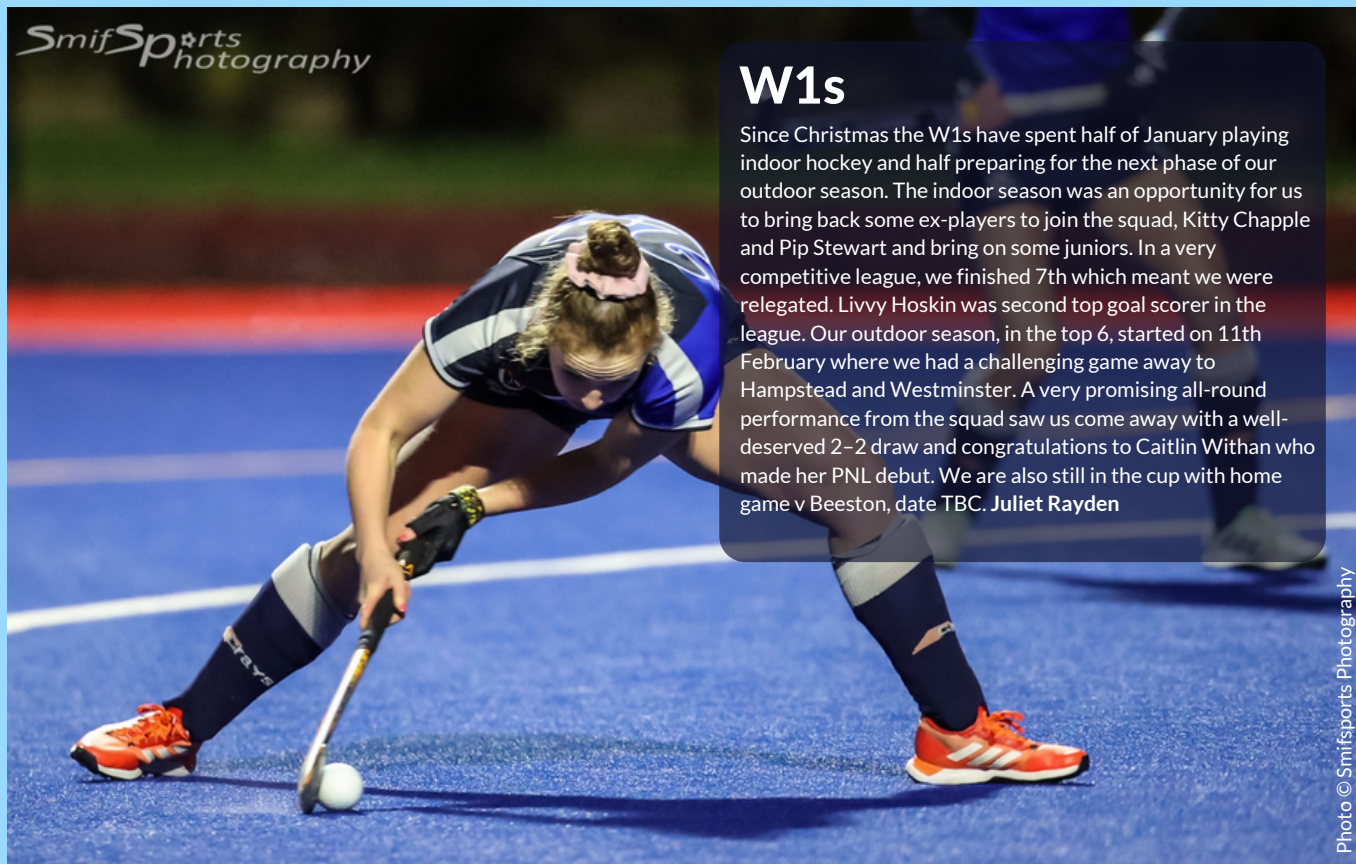 SmifSports
Photography
W1s
Since Christmas the W1s have spent half of January playing
indoor hockey and half preparing for the next phase of our
outdoor season. The indoor season was an opportunity for us
to bring back some ex-players to join the squad, Kitty Chapple
and Pip Stewart and bring on some juniors. In a very
competitive league, we finished 7th which meant we were
relegated. Livvy Hoskin was second top goal scorer in the
league. Our outdoor season, in the top 6, started on 11th
February where we had a challenging game away to
Hampstead and Westminster. A very promising all-round
performance from the squad saw us come away with a well-
deserved 2–2 draw and congratulations to Caitlin Withan who
made her PNL debut. We are also still in the cup with home
game v Beeston, date TBC. Juliet Rayden
Grays
Photo © Smifsports Photography